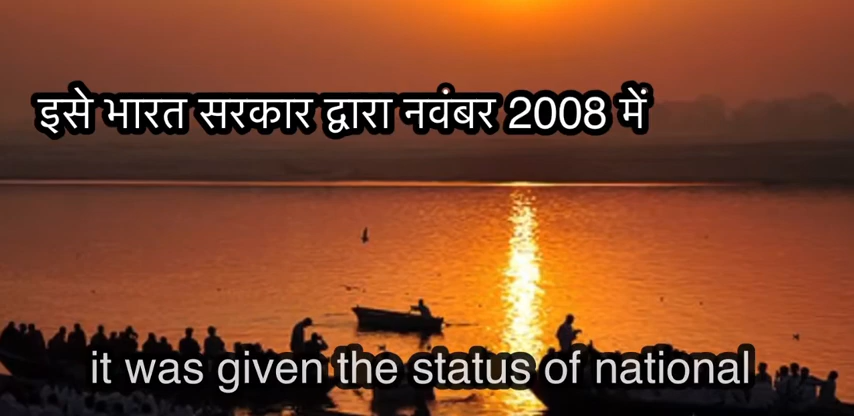 इसे भारत सरकार द्वारा नवंबर 2008 में
it was given the status of national